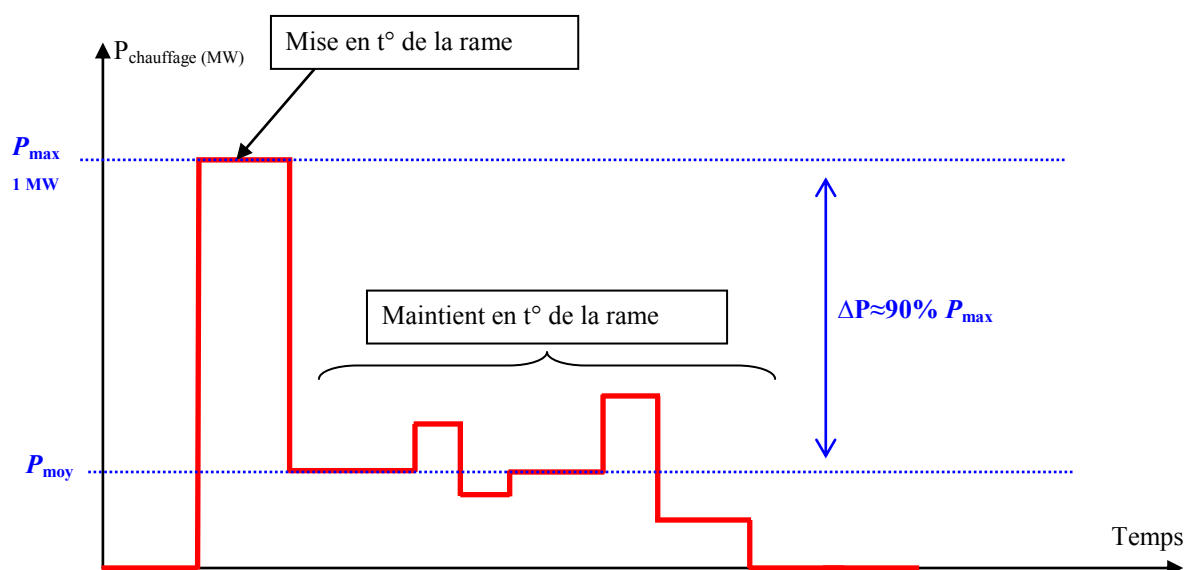 Mise en t° de la rame
P chauffage (MW)
P max
1 MW
Maintient en t° de la rame
ΔP≈90% P max
P moy
Temps